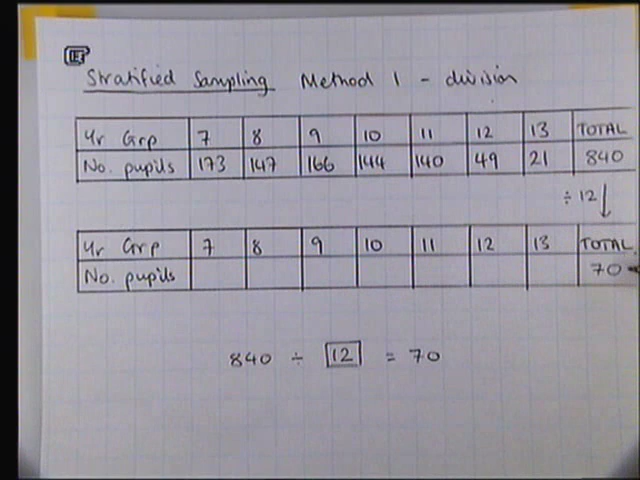 Stratified Sampling Method 1 - division
Yr Grp 7 8 9 10 11 12 13 TOTAL
No. pupils 173 147 166 144 140 49 21 840
÷ 12
Yr Grp 7 8 9 10 11 12 13 TOTAL
No. pupils 70
840 ÷ 12 = 70